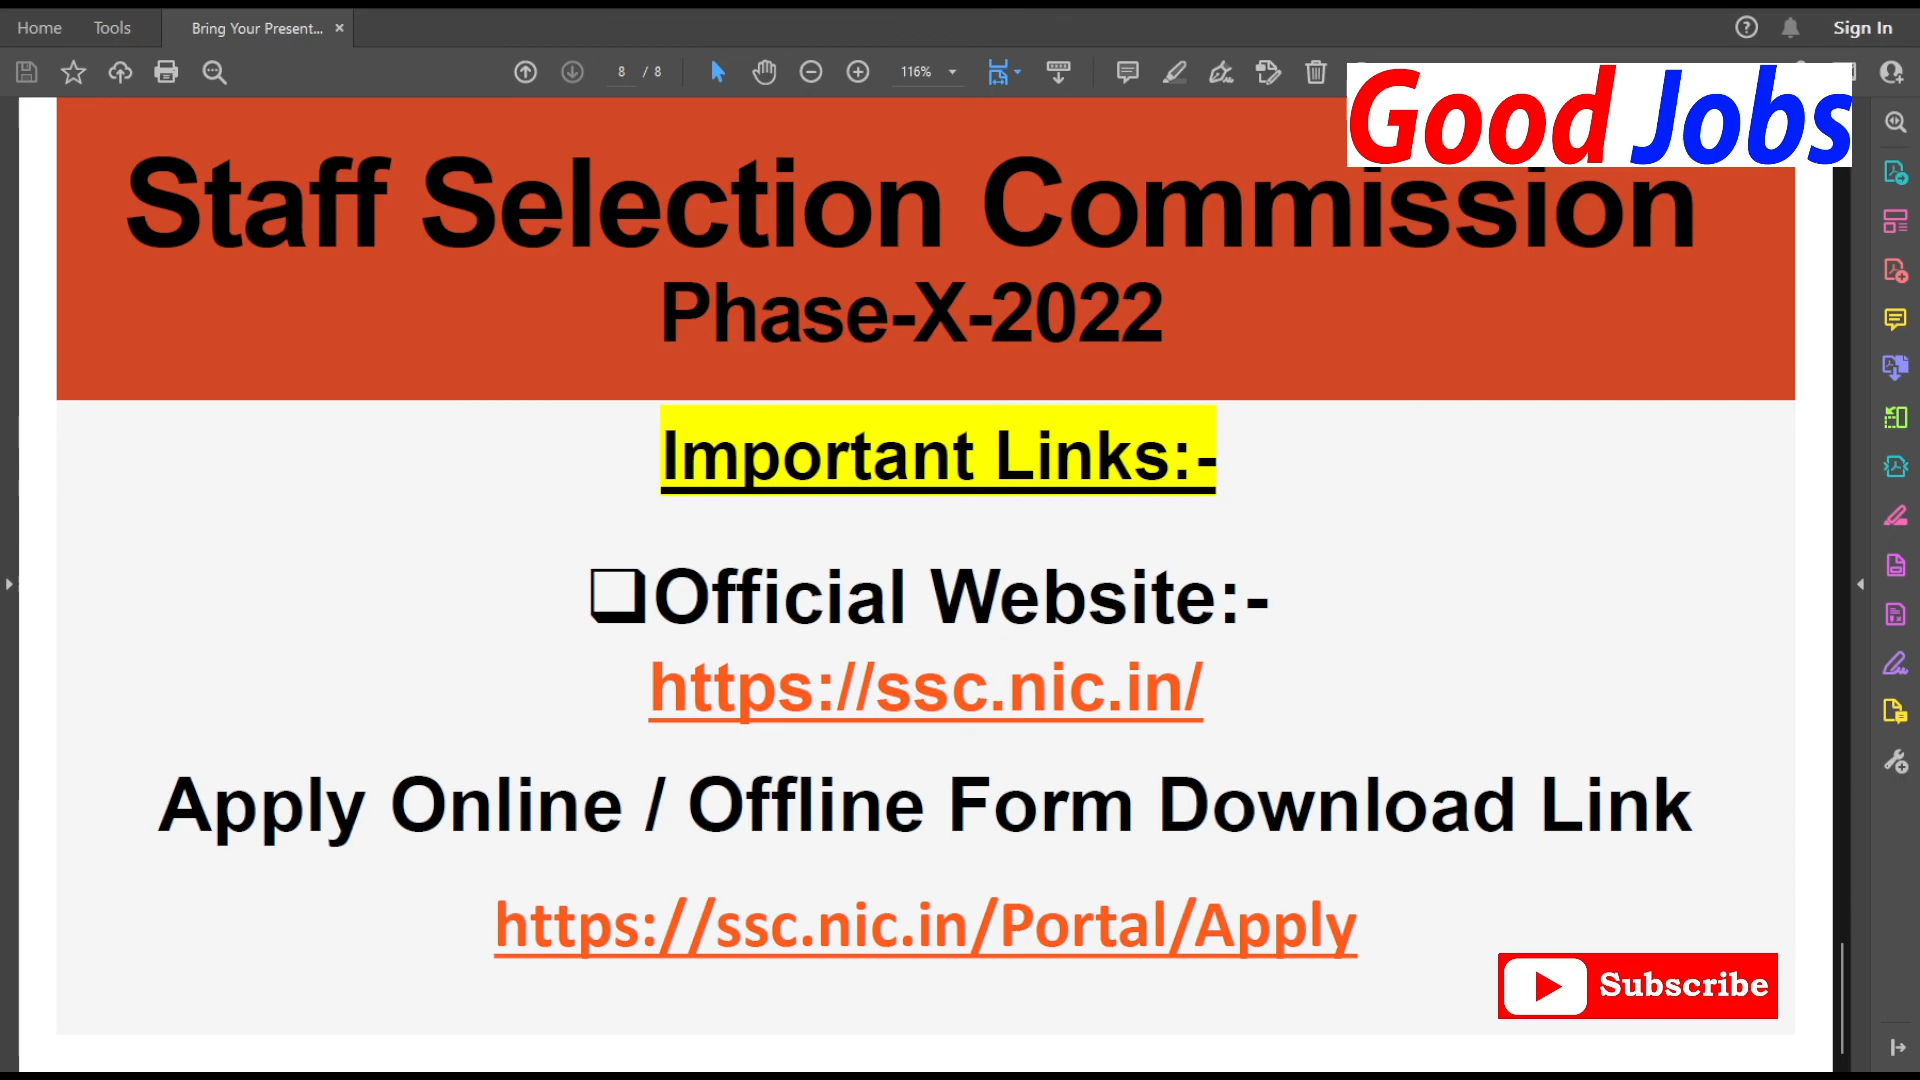 Home Tools Bring Your Present... × Sign In
8 / 8 116%
Good Jobs
Staff Selection Commission
Phase-X-2022
Important Links:-
❑Official Website:-
https://ssc.nic.in/
Apply Online / Offline Form Download Link
https://ssc.nic.in/Portal/Apply
Subscribe